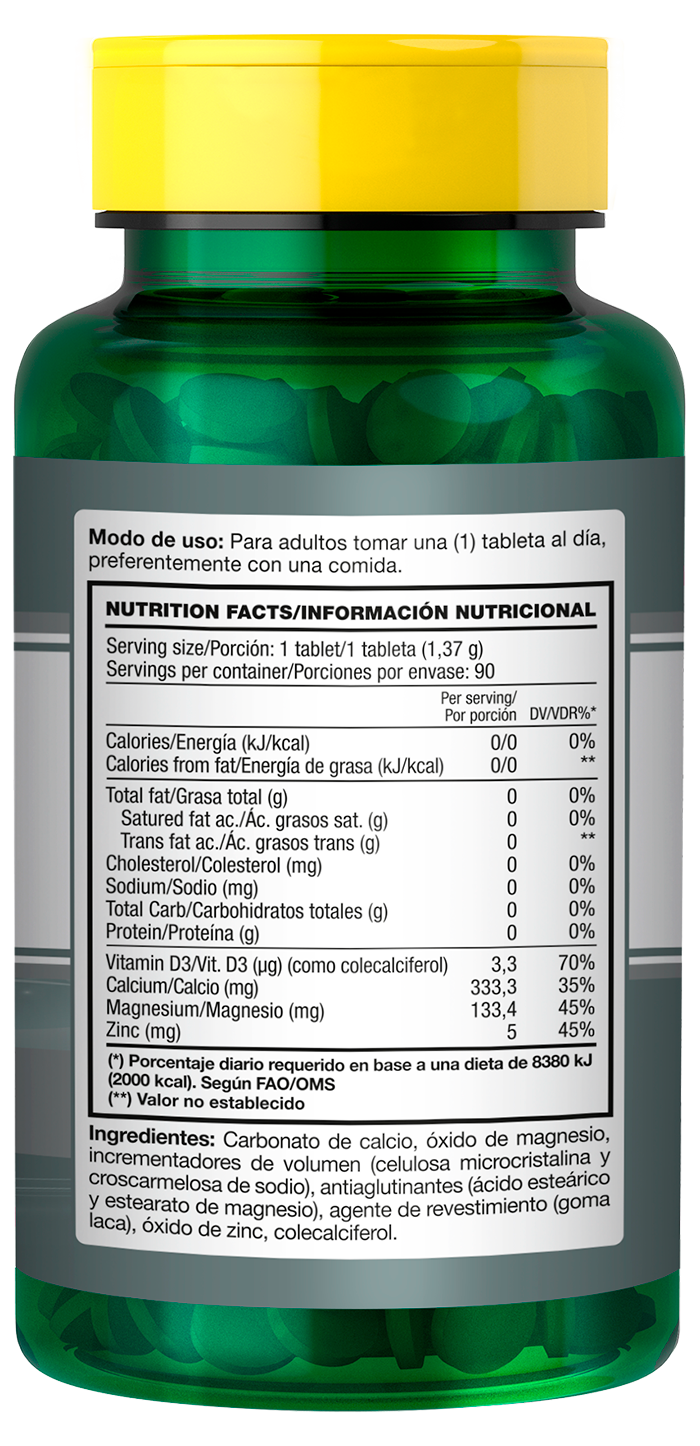 Modo de uso: Para adultos tomar una (1) tableta al día,
preferentemente con una comida.
NUTRITION FACTS/INFORMACIÓN NUTRICIONAL
Serving size/Porción: 1 tablet/1 tableta (1,37 g)
Servings per container/Porciones por envase: 90
Per serving/
Por porción DV/VDR%*
Calories/Energía (kJ/kcal) 0/0 0%
Calories from fat/Energía de grasa (kJ/kcal) 0/0 **
Total fat/Grasa total (g) 0 0%
Satured fat ac./Ác. grasos sat. (g) 0 0%
Trans fat ac./Ác. grasos trans (g) 0 **
Cholesterol/Colesterol (mg) 0 0%
Sodium/Sodio (mg) 0 0%
Total Carb/Carbohidratos totales (g) 0 0%
Protein/Proteína (g) 0 0%
Vitamin D3/Vit. D3 (µg) (como colecalciferol) 3,3 70%
Calcium/Calcio (mg) 333,3 35%
Magnesium/Magnesio (mg) 133,4 45%
Zinc (mg) 5 45%
(*) Porcentaje diario requerido en base a una dieta de 8380 kJ
(2000 kcal). Según FAO/OMS
(**) Valor no establecido
Ingredientes: Carbonato de calcio, óxido de magnesio,
incrementadores de volumen (celulosa microcristalina y
croscarmelosa de sodio), antiaglutinantes (ácido esteárico
y estearato de magnesio), agente de revestimiento (goma
laca), óxido de zinc, colecalciferol.